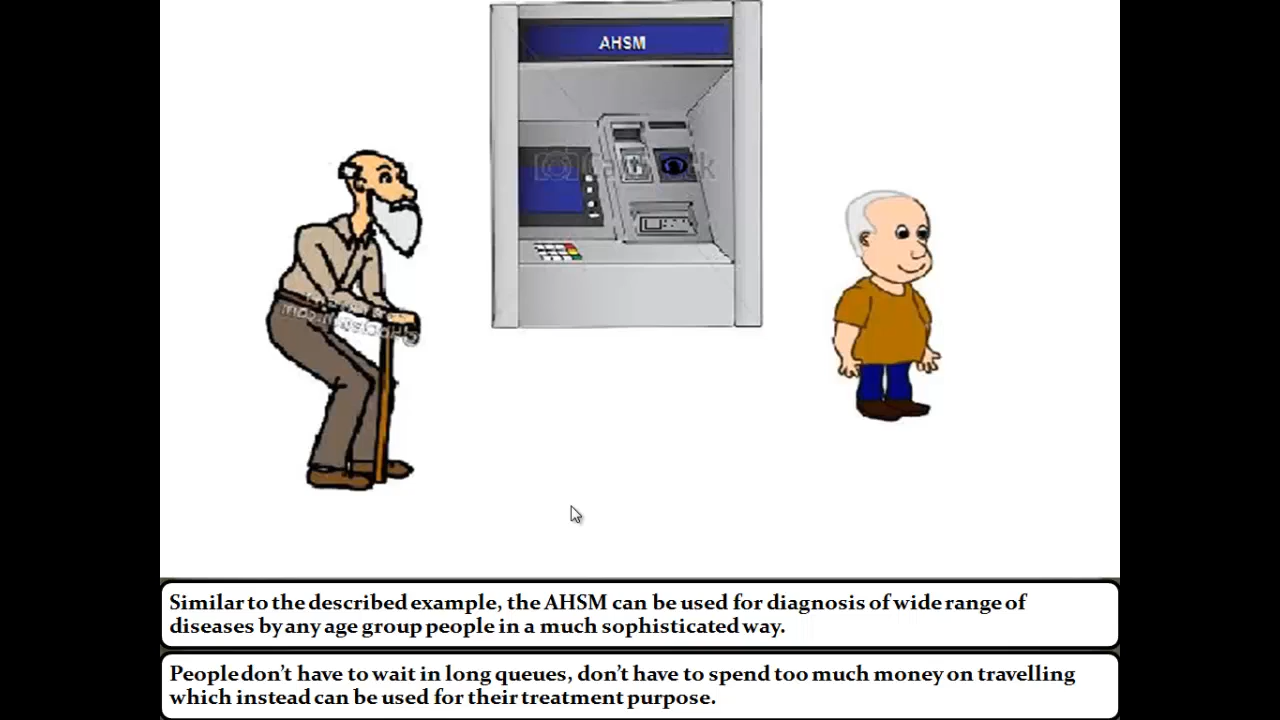 AHSM
Similar to the described example, the AHSM can be used for diagnosis of wide range of
diseases by any age group people in a much sophisticated way.
People don't have to wait in long queues, don't have to spend too much money on travelling
which instead can be used for their treatment purpose.